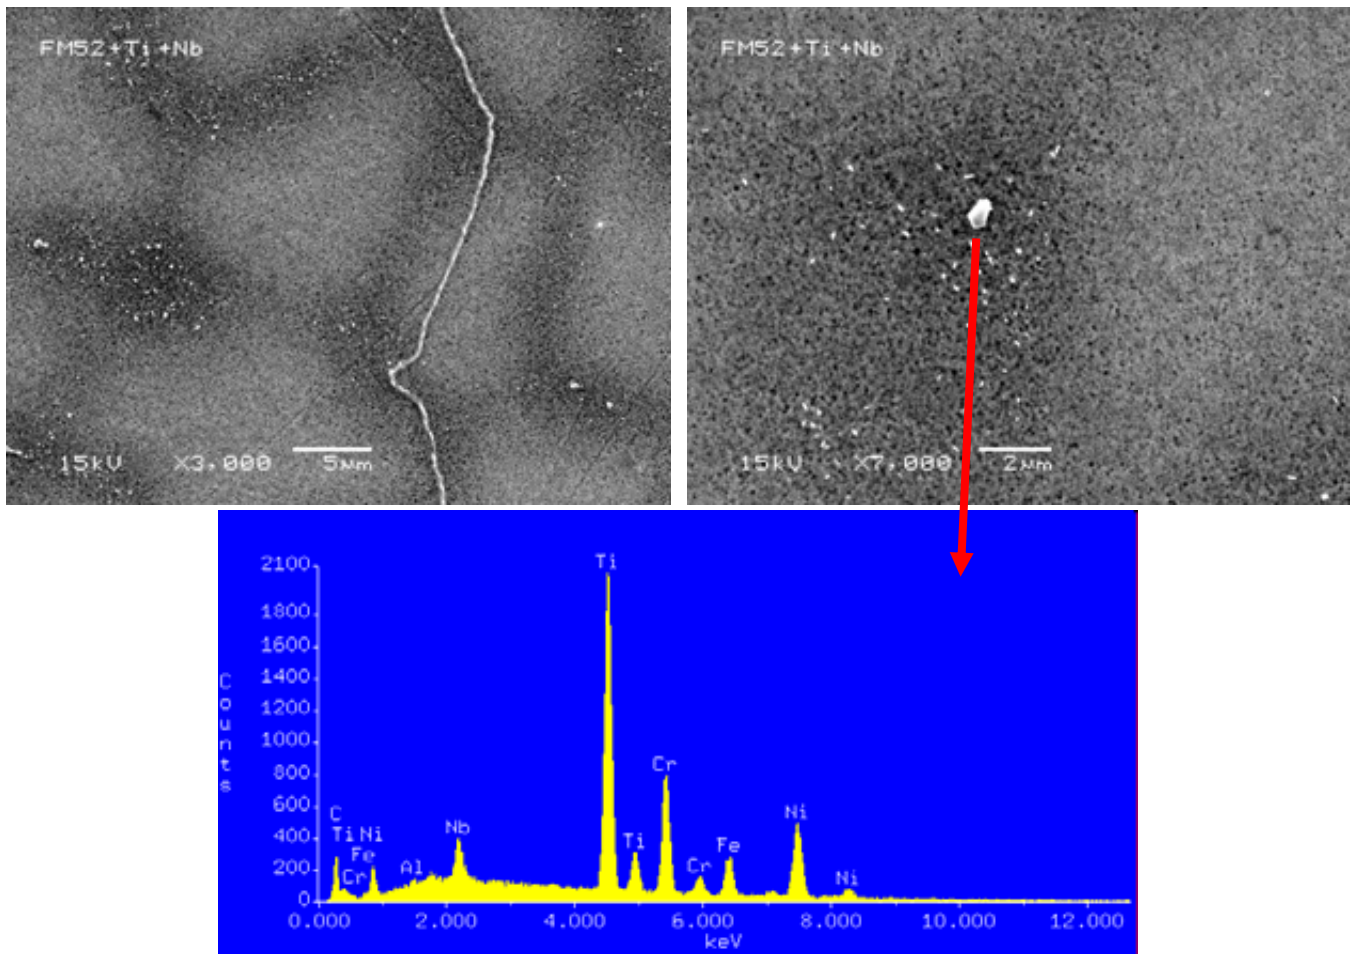 FM52+Ti+Nb
15kV X3,000 5µm
FM52+Ti+Nb
15kV X7,000 2µm
2100
1800
1600
1400
1200
1000
800
600
400
200
0
Counts
Ti
Cr
C
Ni
Ti Ni
Nb
Ti
Fe
Fe
Al
Cr
Cr
Ni
0.000 2.000 4.000 6.000 8.000 10.000 12.000
keV